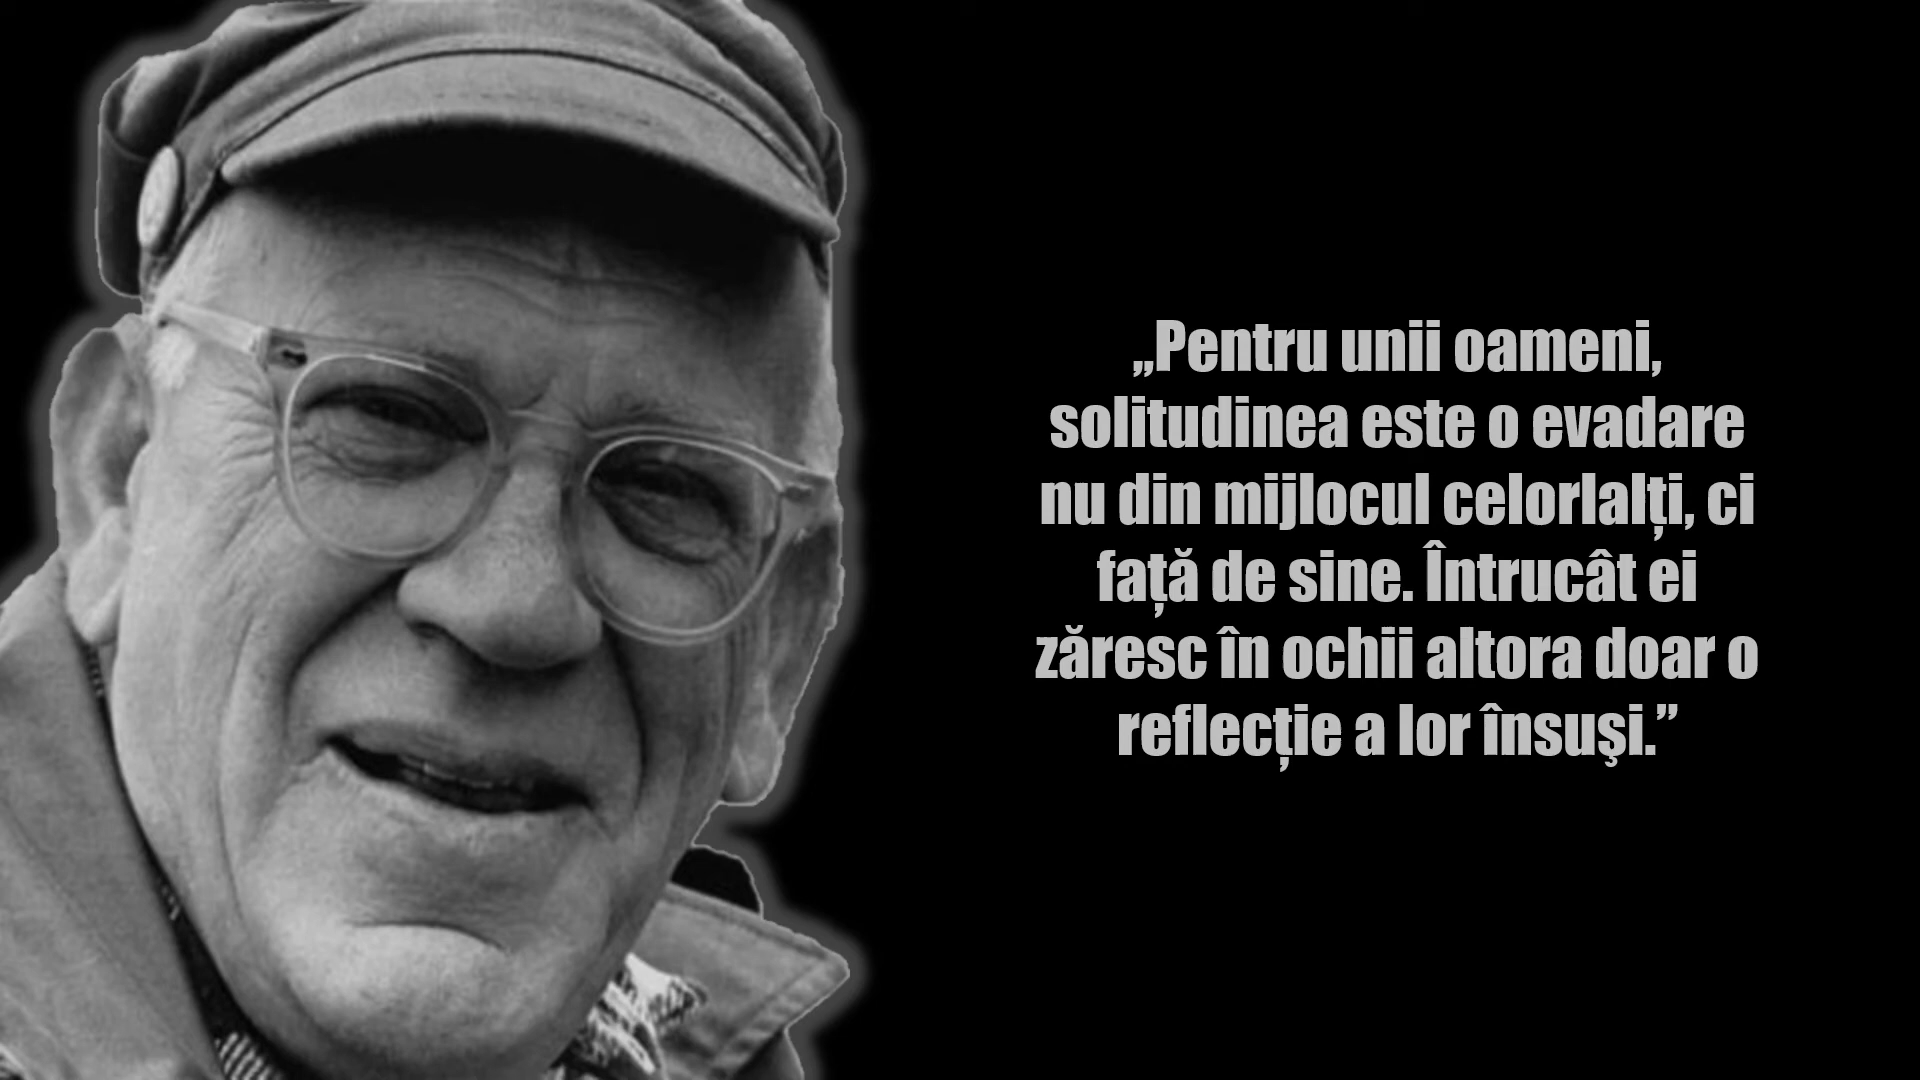 „Pentru unii oameni,
solitudinea este o evadare
nu din mijlocul celorlalți, ci
față de sine. Întrucât ei
zăresc în ochii altora doar o
reflecție a lor însuşi.”